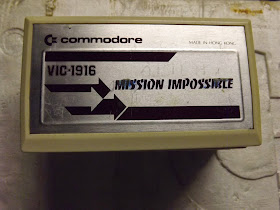 commodore
MADE IN HONG KONG
VIC-1916
MISSION IMPOSSIBLE